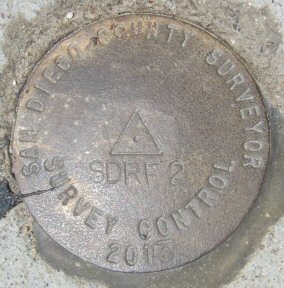 SAN DIEGO COUNTY SURVEYOR
SDRF 2
SURVEY CONTROL
2013